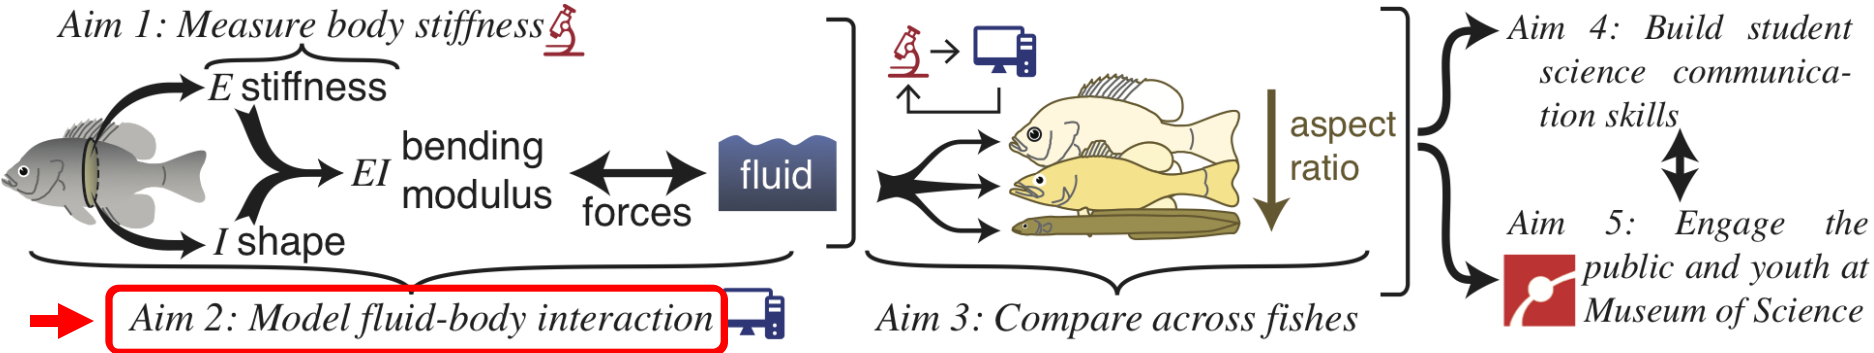 Aim 1: Measure body stiffness
E stiffness
EI bending
modulus
forces
fluid
I shape
Aim 2: Model fluid-body interaction
aspect
ratio
Aim 3: Compare across fishes
Aim 4: Build student
science communica-
tion skills
Aim 5: Engage the
public and youth at
Museum of Science